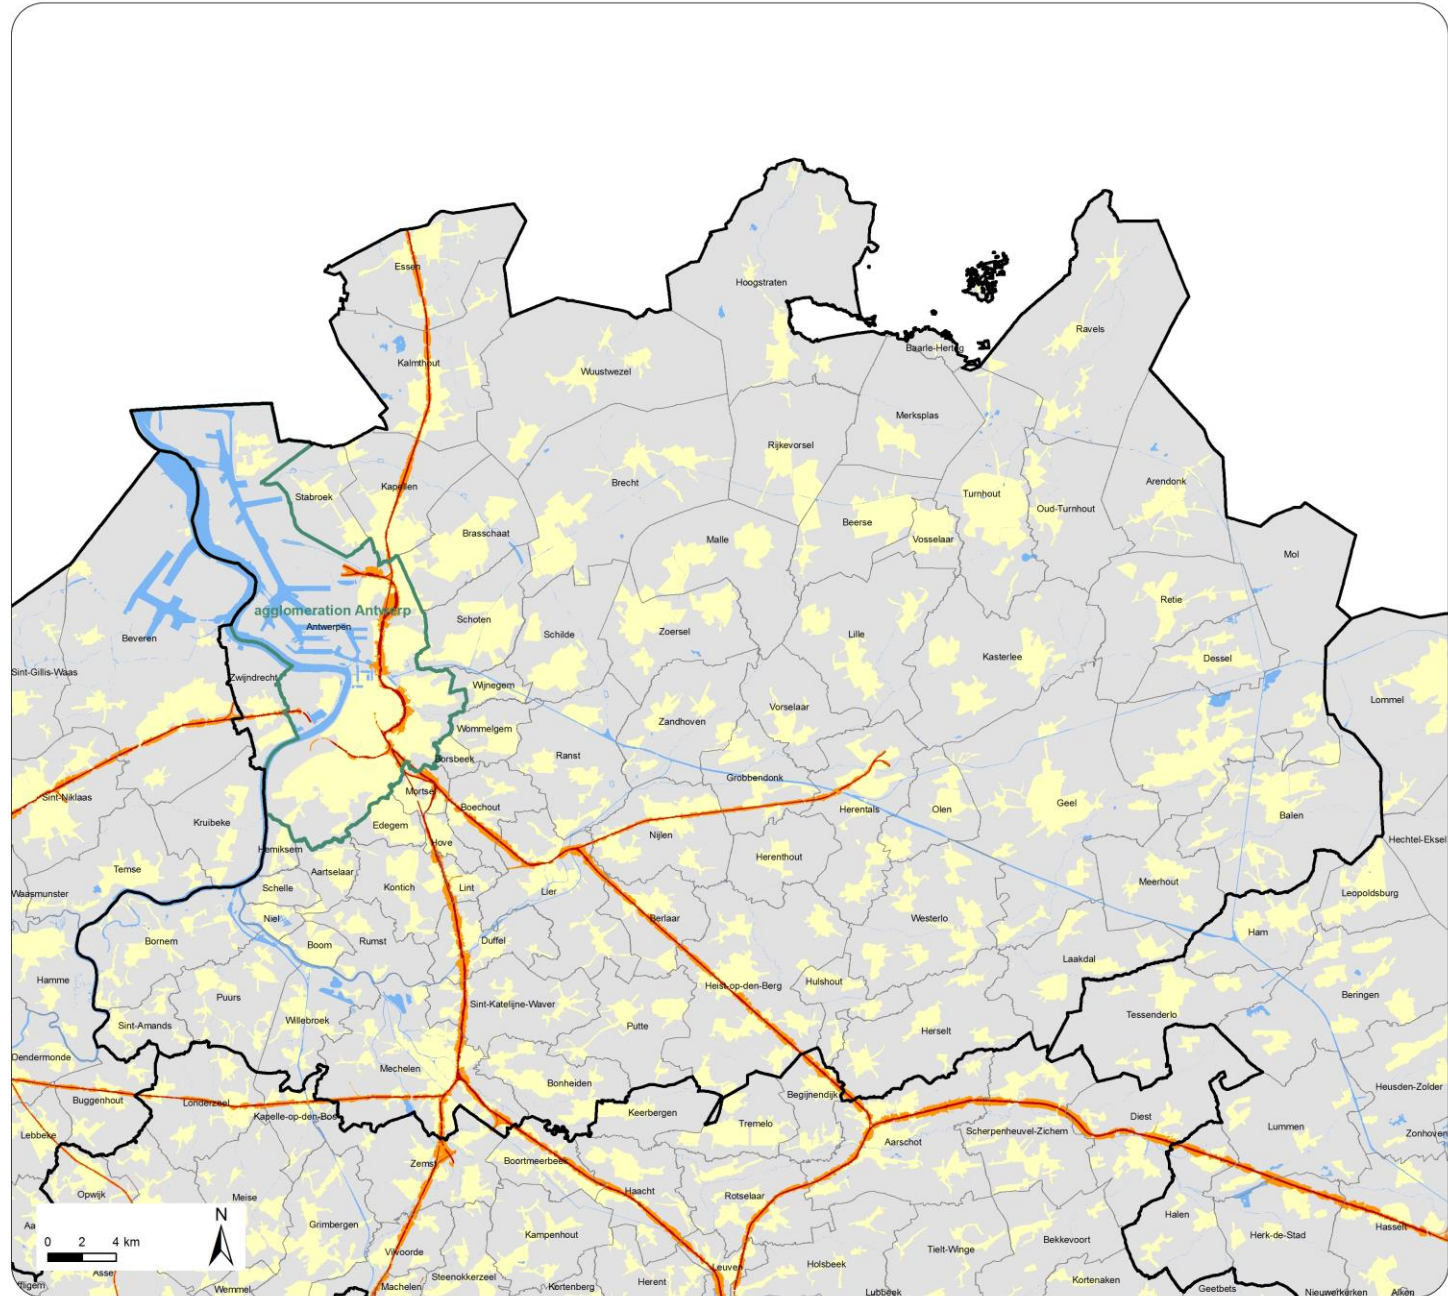 Essen
Hoogstraten
Ravels
Baarle-Hertog
Kalmthout
Wuustwezel
Merksplas
Rijkevorsel
Brecht
Kapellen
Stabroek
Turnhout
Arendonk
Oud-Turnhout
Beerse
Vosselaar
Brasschaat
Malle
Mol
Retie
agglomeration Antwerp
Antwerpen
Beveren
Schoten
Schilde
Zoersel
Lille
Kasterlee
Dessel
Sint-Gillis-Waas
Zwijndrecht
Wijnegem
Lommel
Vorselaar
Zandhoven
Wommelgem
Ranst
Borsbeek
Grobbendonk
Mortsel
Sint-Niklaas
Boechout
Herentals
Olen
Geel
Balen
Kruibeke
Edegem
Nijlen
Hove
Hechtel-Eksel
Hemiksem
Herenthout
Temse
Aartselaar
Schelle
Kontich
Lint
Lier
Meerhout
Leopoldsburg
Waasmunster
Niel
Berlaar
Westerlo
Ham
Bornem
Boom
Rumst
Duffel
Laakdal
Hamme
Puurs
Heist-op-den-Berg
Hulshout
Beringen
Sint-Katelijne-Waver
Sint-Amands
Willebroek
Putte
Herselt
Tessenderlo
Dendermonde
Mechelen
Bonheiden
Heusden-Zolder
Buggenhout
Londerzeel
Kapelle-op-den-Bos
Keerbergen
Begijnendijk
Tremelo
Diest
Lummen
Lebbeke
Aarschot
Scherpenheuvel-Zichem
Zonhoven
Zemst
Boortmeerbeek
Opwijk
Meise
Haacht
Rotselaar
Halen
Hasselt
Grimbergen
Kampenhout
Herk-de-Stad
Bekkevoort
Tielt-Winge
Vilvoorde
Holsbeek
Leuven
Asse
Steenokkerzeel
Herent
Kortenaken
Wemmel
Machelen
Kortenberg
Lubbeek
Geetbets
Nieuwerkerken
Alken
N
0 2 4 km